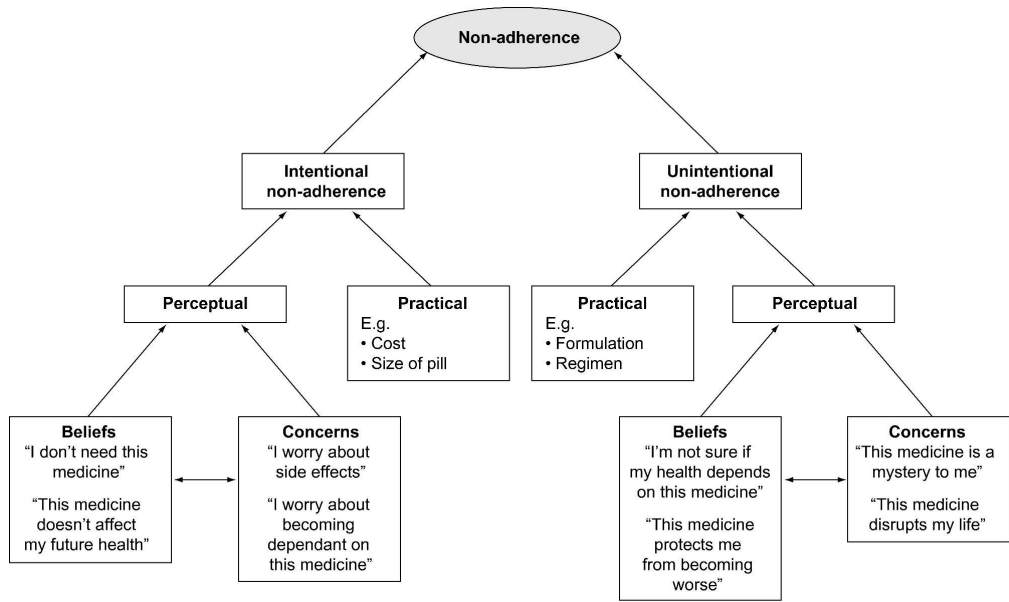 Non-adherence
Intentional
non-adherence
Unintentional
non-adherence
Perceptual
Practical
E.g.
• Cost
• Size of pill
Practical
E.g.
• Formulation
• Regimen
Perceptual
Beliefs
“I don’t need this
medicine”
“This medicine
doesn’t affect
my future health”
Concerns
“I worry about
side effects”
“I worry about
becoming
dependant on
this medicine”
Beliefs
“I’m not sure if
my health depends
on this medicine”
“This medicine
protects me
from becoming
worse”
Concerns
“This medicine is a
mystery to me”
“This medicine
disrupts my life”